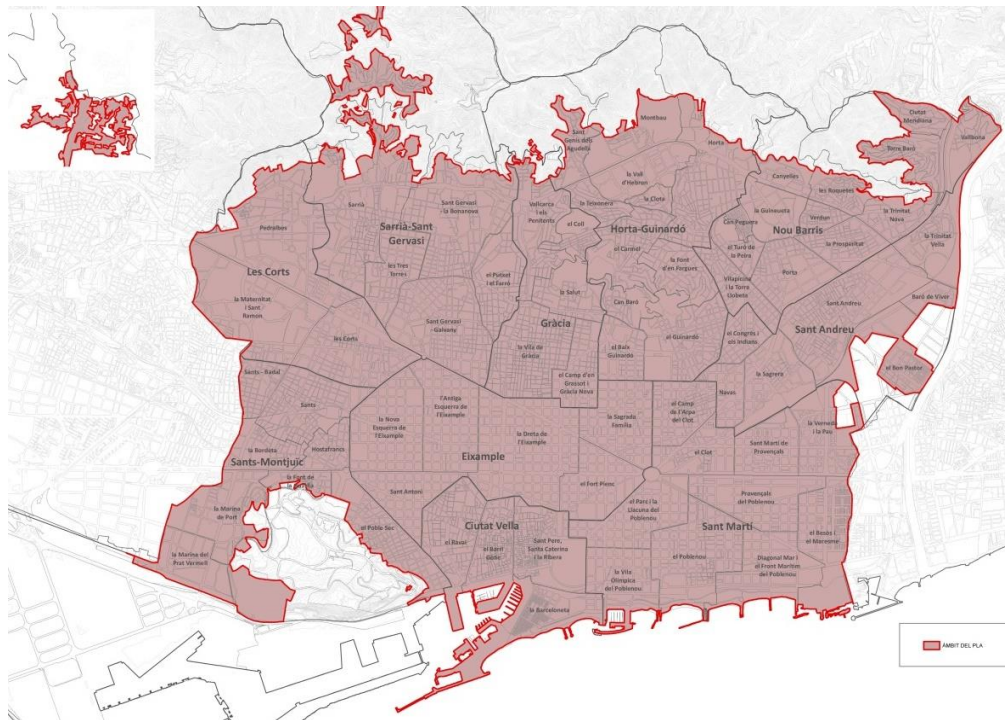 Ciutat
Meridiana
Vallbona
Torre Baró
Montbau
Sant
Genís dels
Agudells
Horta
la Vall
d'Hebron
Canyelles
les Roquetes
la Teixonera
la Clota
Sarrià
Sant Gervasi
- la Bonanova
Vallcarca
i els
Penitents
la Guineueta
Verdun
la Trinitat
Nova
Can Peguera
Pedralbes
Sarrià-Sant
Gervasi
el Coll
Horta-Guinardó
Nou Barris
la Trinitat
Vella
el Carmel
el Turó de
la Peira
la Prosperitat
la Font
d'en Fargues
les Tres
Torres
Les Corts
el Putxet
i el Farró
Vilapicina
i la Torre
Llobeta
Porta
la Salut
Can Baró
la Maternitat
i Sant
Ramon
Sant Andreu
Baró de Viver
Sant Gervasi
- Galvany
Gràcia
Sant Andreu
les Corts
el Guinardó
el Congrés i
els Indians
la Vila de
Gràcia
el Baix
Guinardó
Sants - Badal
el Camp d'en
Grassot i
Gràcia Nova
la Sagrera
el Bon Pastor
Navas
Sants
l'Antiga
Esquerra de
l'Eixample
el Camp
de l'Arpa
del Clot
la Nova
Esquerra de
l'Eixample
la Sagrada
Família
la Verneda
i la Pau
la Dreta de
l'Eixample
Sant Martí de
Provençals
Hostafrancs
la Bordeta
Eixample
el Clot
Sants-Montjuïc
la Font de
la Guatlla
Sant Antoni
el Fort Pienc
Provençals
del Poblenou
el Parc i la
Llacuna del
Poblenou
la Marina
de Port
el Poble Sec
Ciutat Vella
Sant Martí
el Raval
el Barri
Gòtic
Sant Pere,
Santa Caterina
i la Ribera
el Besòs i
el Maresme
la Marina del
Prat Vermell
el Poblenou
Diagonal Mar i
el Front Marítim
del Poblenou
la Vila
Olímpica
del Poblenou
la Barceloneta
ÀMBIT DEL PLA